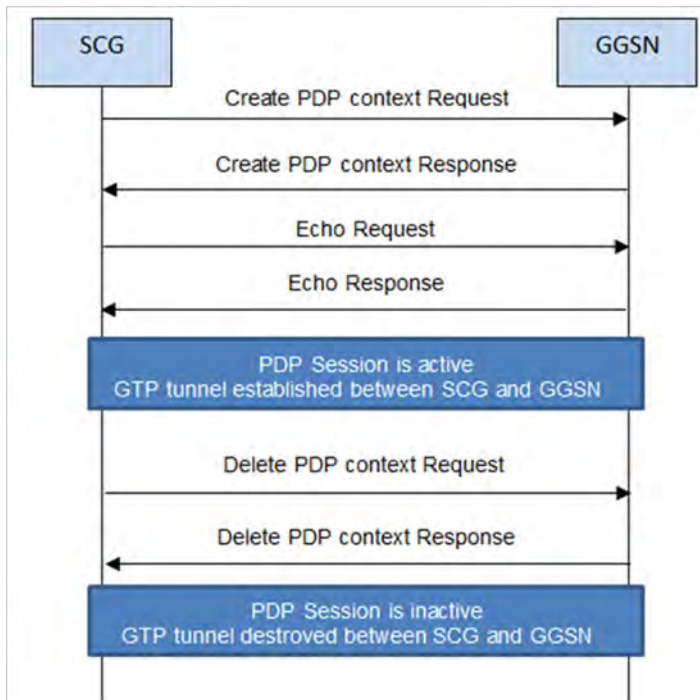 SCG
GGSN
Create PDP context Request
Create PDP context Response
Echo Request
Echo Response
PDP Session is active
GTP tunnel established between SCG and GGSN
Delete PDP context Request
Delete PDP context Response
PDP Session is inactive
GTP tunnel destroved between SCG and GGSN